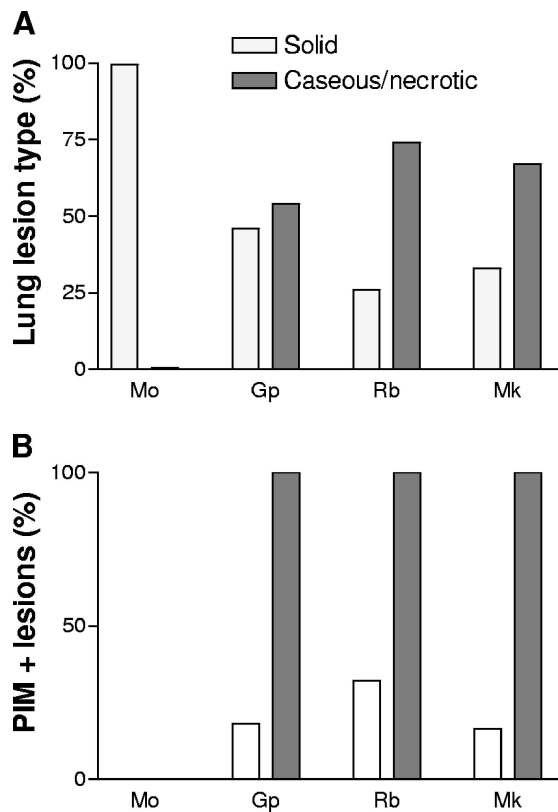 A
Solid
Caseous/necrotic
Lung lesion type (%)
100
75
50
25
0
Mo Gp Rb Mk
B
PIM + lesions (%)
100
50
0
Mo Gp Rb Mk